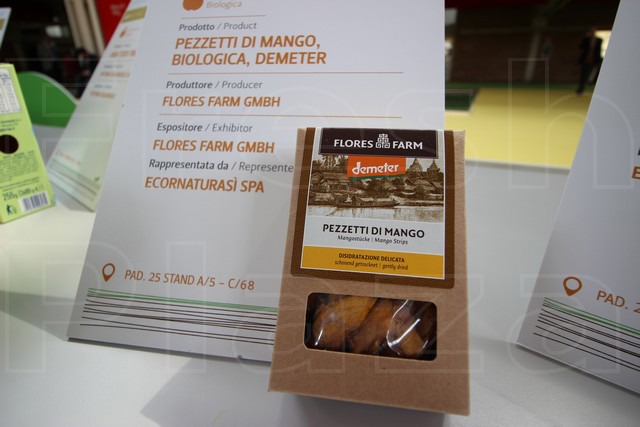 Biologica
Prodotto / Product
PEZZETTI DI MANGO,
BIOLOGICA, DEMETER
Produttore / Producer
FLORES FARM GMBH
Espositore / Exhibitor
FLORES FARM GMBH
Rappresentata da / Represente
ECORNATURASÌ SPA
PAD. 25 STAND A/5 – C/68
FLORES FARM
demeter
PEZZETTI DI MANGO
Mangostücke | Mango Strips
DISIDRATAZIONE DELICATA
schonend getrocknet | gently dried
PAD. 2